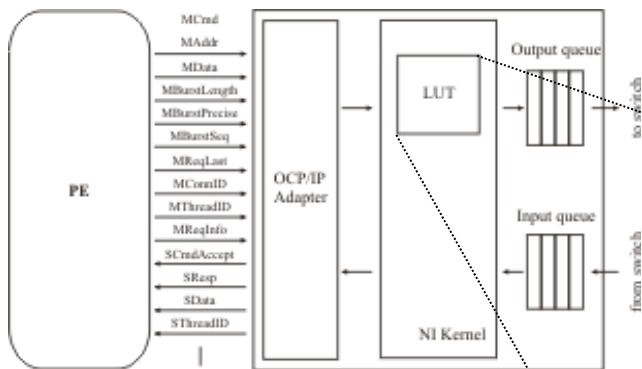 MCmd
MAddr
MData
MBurstLength
MBurstPrecise
MBurstSeq
MReqLast
MConnID
MThreadID
MReqInfo
SCmdAccept
SResp
SData
SThreadID
PE
OCP/IP
Adapter
LUT
NI Kernel
Output queue
to switch
Input queue
from switch